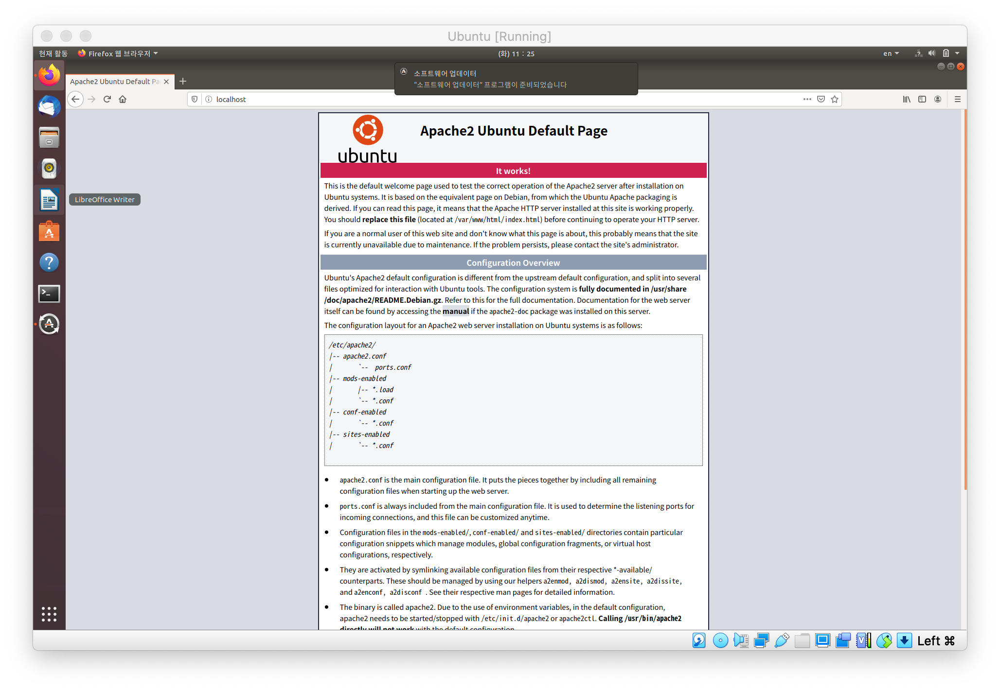 Ubuntu [Running]
현재 활동
Firefox 웹 브라우저
(화) 11 : 25
en
소프트웨어 업데이터
“소프트웨어 업데이터” 프로그램이 준비되었습니다
Apache2 Ubuntu Default Pa
localhost
ubuntu
Apache2 Ubuntu Default Page
It works!
This is the default welcome page used to test the correct operation of the Apache2 server after installation on
Ubuntu systems. It is based on the equivalent page on Debian, from which the Ubuntu Apache packaging is
derived. If you can read this page, it means that the Apache HTTP server installed at this site is working properly.
You should replace this file (located at /var/www/html/index.html) before continuing to operate your HTTP server.
If you are a normal user of this web site and don't know what this page is about, this probably means that the site
is currently unavailable due to maintenance. If the problem persists, please contact the site's administrator.
LibreOffice Writer
Configuration Overview
Ubuntu's Apache2 default configuration is different from the upstream default configuration, and split into several
files optimized for interaction with Ubuntu tools. The configuration system is fully documented in /usr/share
/doc/apache2/README.Debian.gz. Refer to this for the full documentation. Documentation for the web server
itself can be found by accessing the manual if the apache2-doc package was installed on this server.
The configuration layout for an Apache2 web server installation on Ubuntu systems is as follows:
/etc/apache2/
|-- apache2.conf
|       `--  ports.conf
|-- mods-enabled
|       |-- *.load
|       `-- *.conf
|-- conf-enabled
|       `-- *.conf
|-- sites-enabled
|       `-- *.conf
● apache2.conf is the main configuration file. It puts the pieces together by including all remaining
configuration files when starting up the web server.
● ports.conf is always included from the main configuration file. It is used to determine the listening ports for
incoming connections, and this file can be customized anytime.
● Configuration files in the mods-enabled/, conf-enabled/ and sites-enabled/ directories contain particular
configuration snippets which manage modules, global configuration fragments, or virtual host
configurations, respectively.
● They are activated by symlinking available configuration files from their respective *-available/
counterparts. These should be managed by using our helpers a2enmod, a2dismod, a2ensite, a2dissite,
and a2enconf, a2disconf . See their respective man pages for detailed information.
● The binary is called apache2. Due to the use of environment variables, in the default configuration,
apache2 needs to be started/stopped with /etc/init.d/apache2 or apache2ctl. Calling /usr/bin/apache2
directly will not work with the default configuration.
Left ⌘